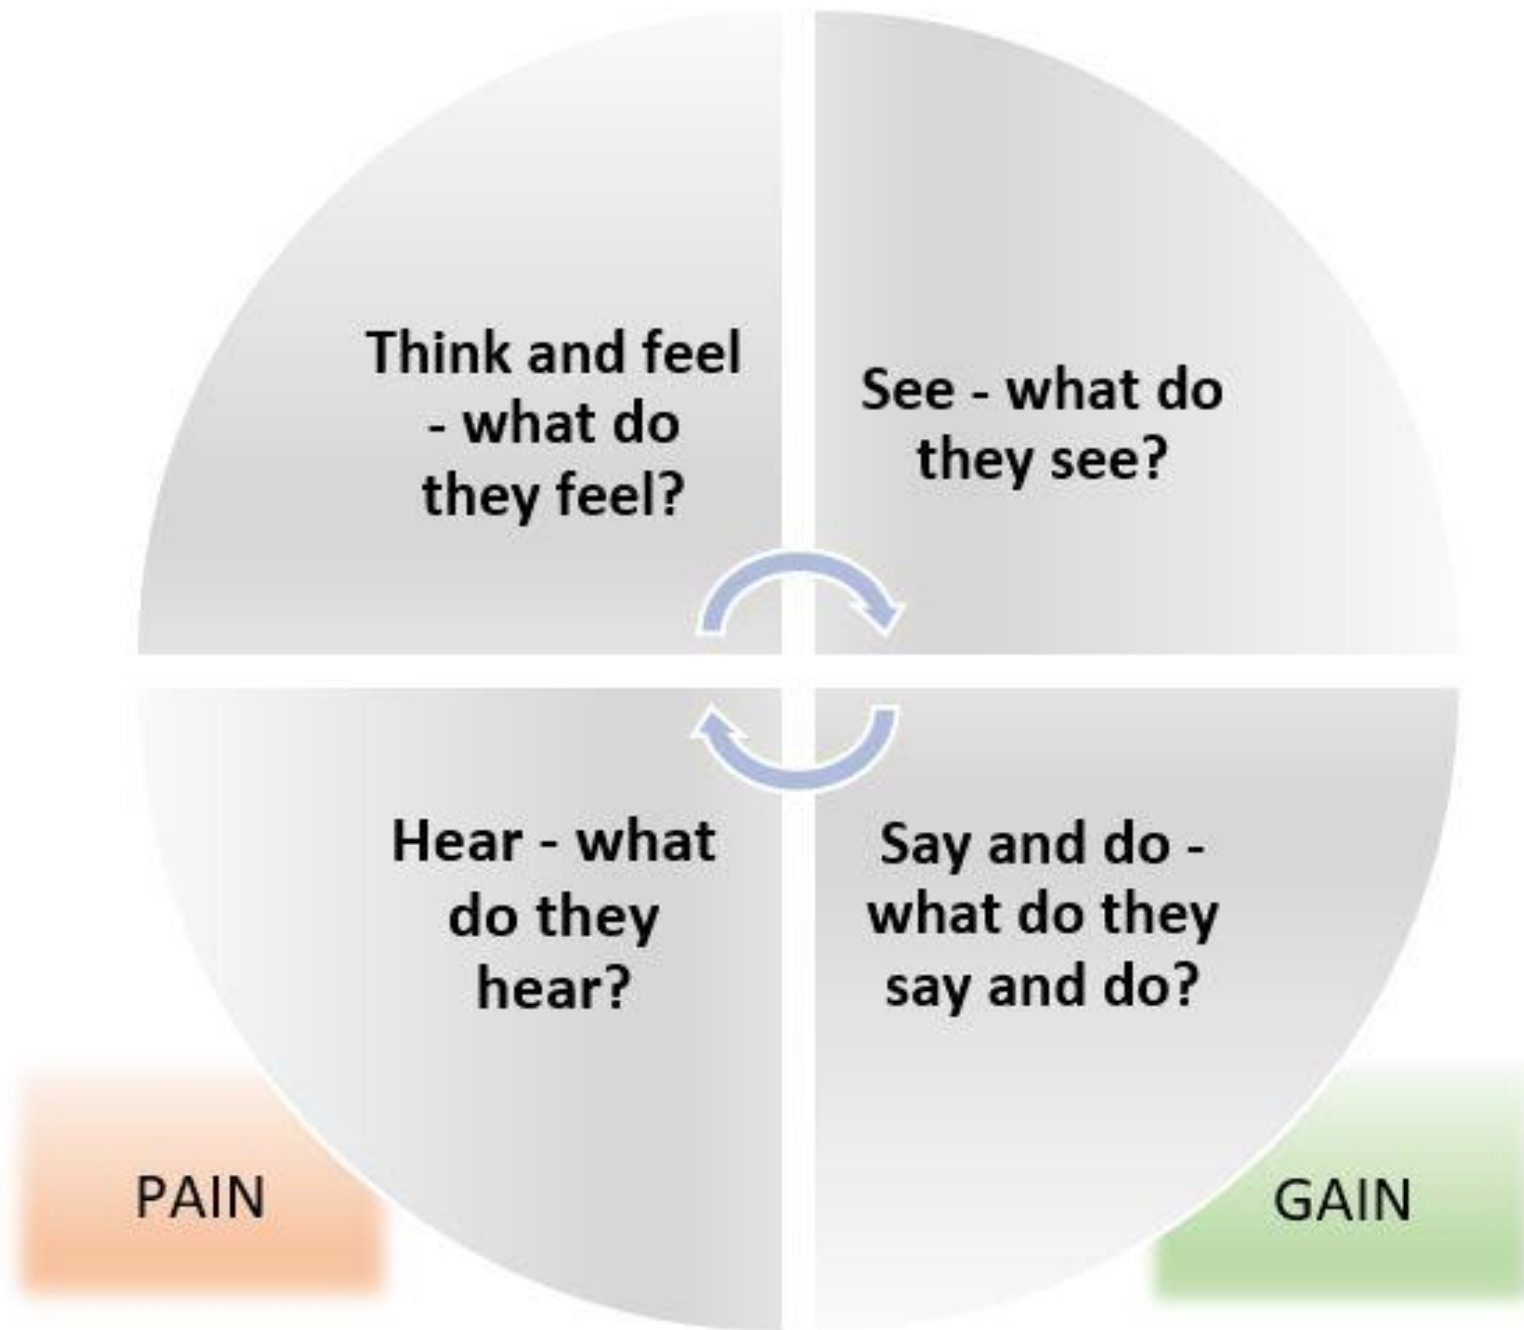 Think and feel
- what do
they feel?
See - what do
they see?
Hear - what
do they
hear?
Say and do -
what do they
say and do?
PAIN
GAIN